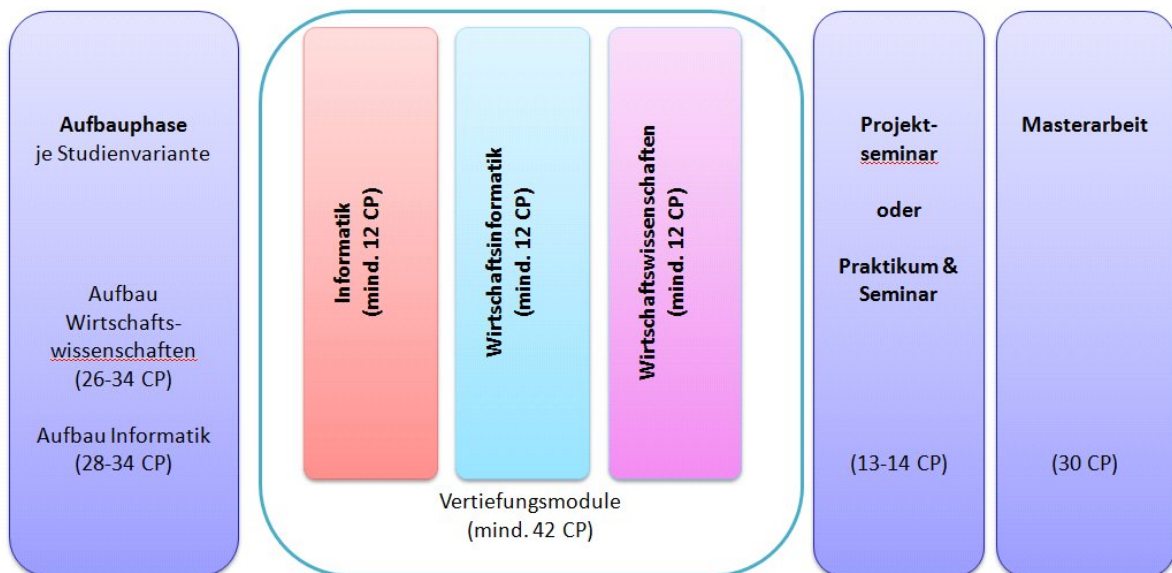 Aufbauphase
je Studienvariante
Aufbau
Wirtschafts-
wissenschaften
(26-34 CP)
Aufbau Informatik
(28-34 CP)
Informatik
(mind. 12 CP)
Wirtschaftsinformatik
(mind. 12 CP)
Wirtschaftswissenschaften
(mind. 12 CP)
Vertiefungsmodule
(mind. 42 CP)
Projekt-
seminar
oder
Praktikum &
Seminar
(13-14 CP)
Masterarbeit
(30 CP)